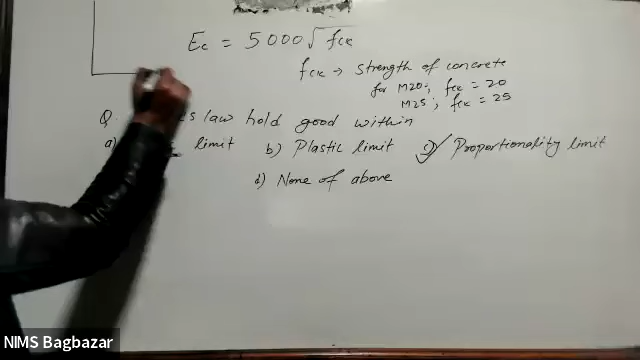 Ec = 5000√fck
fck → strength of concrete
for M20; fck = 20
M25; fck = 25
Q. law hold good within
a) limit b) Plastic limit c) Proportionality limit
d) None of above
NIMS Bagbazar